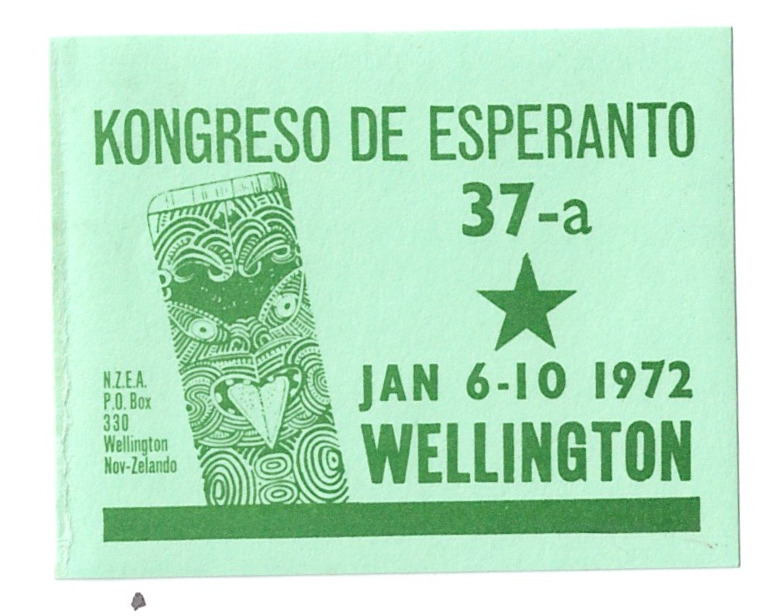 KONGRESO DE ESPERANTO
37-a
JAN 6-10 1972
WELLINGTON
N.Z.E.A.
P.O. Box
330
Wellington
Nov-Zelando